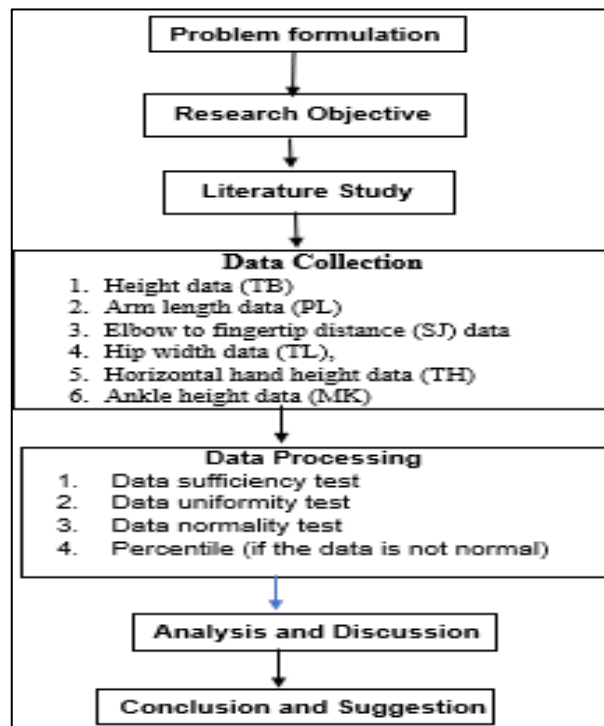 Problem formulation
Research Objective
Literature Study
Data Collection
1. Height data (TB)
2. Arm length data (PL)
3. Elbow to fingertip distance (SJ) data
4. Hip width data (TL),
5. Horizontal hand height data (TH)
6. Ankle height data (MK)
Data Processing
1. Data sufficiency test
2. Data uniformity test
3. Data normality test
4. Percentile (if the data is not normal)
Analysis and Discussion
Conclusion and Suggestion